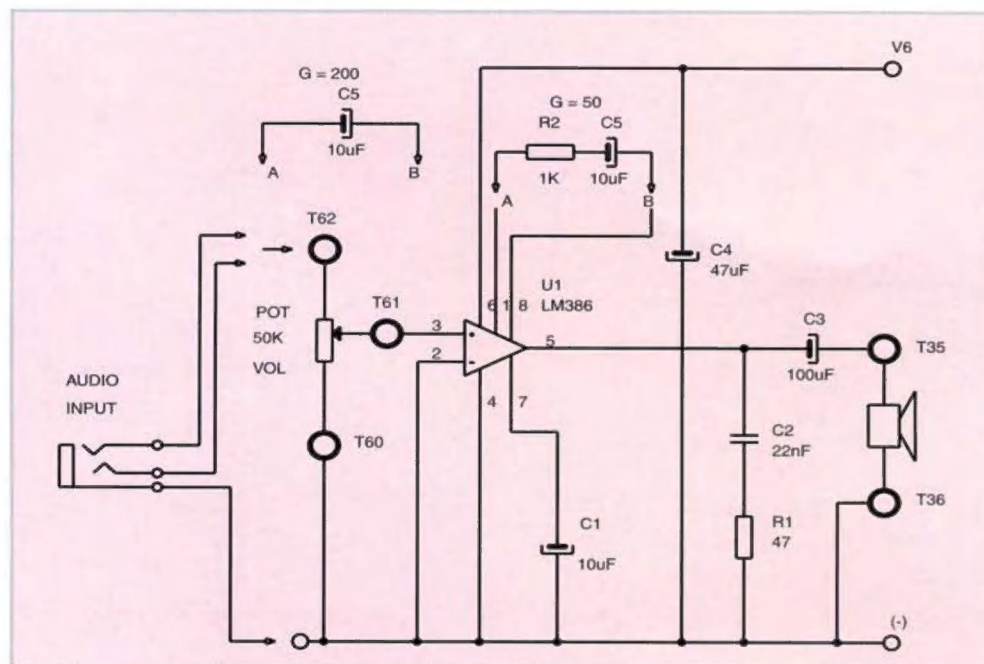 V6
G = 200
C5
10uF
A
B
G = 50
R2
C5
1K
10uF
A
B
T62
C4
47uF
U1
LM386
6
1
8
T61
POT
50K
VOL
3
2
+
-
5
C3
100uF
T35
AUDIO
INPUT
4
7
T60
C2
22nF
T36
C1
10uF
R1
47
(-)